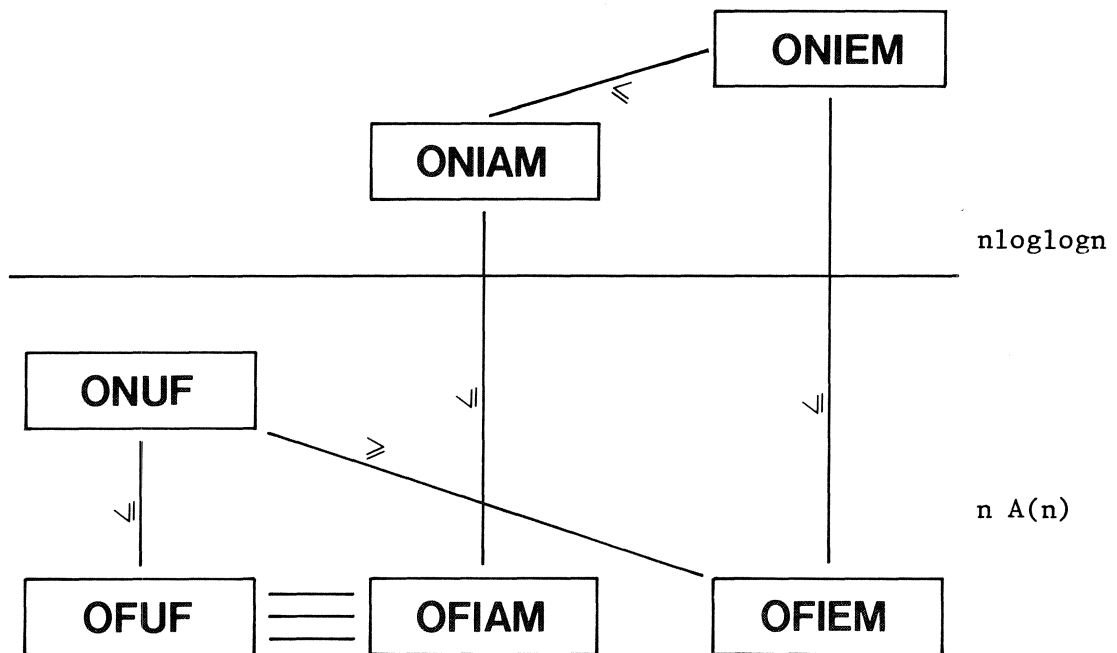 ONIEM
⩽
ONIAM
nloglogn
ONUF
⩽
⩽
⩾
⩽
n A(n)
OFUF
OFIAM
OFIEM